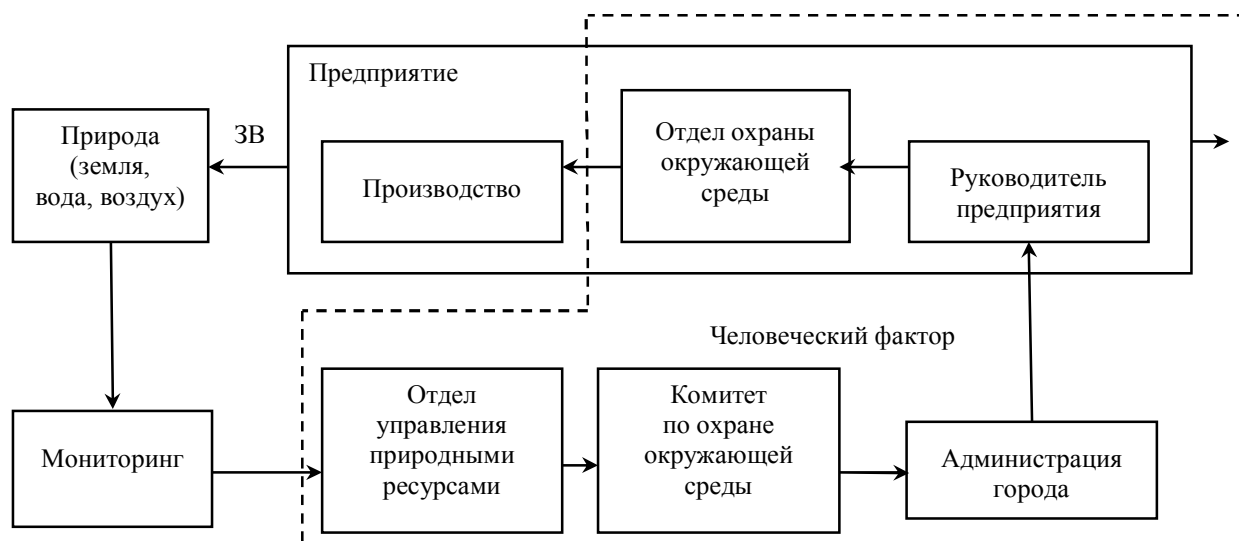 Предприятие
Природа
(земля,
вода, воздух)
ЗВ
Производство
Отдел охраны
окружающей
среды
Руководитель
предприятия
Человеческий фактор
Мониторинг
Отдел
управления
природными
ресурсами
Комитет
по охране
окружающей
среды
Администрация
города